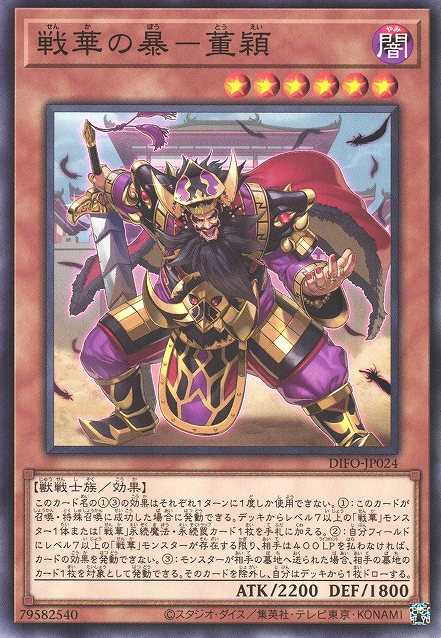 戦華の暴－董穎
闇
DIFO-JP024
【獣戦士族／効果】
このカード名の①③の効果はそれぞれ1ターンに1度しか使用できない。①：このカードが
召喚・特殊召喚に成功した場合に発動できる。デッキからレベル7以上の「戦華」モンス
ター1体または「戦華」永続魔法・永続罠カード1枚を手札に加える。②：自分フィール
ドにレベル7以上の「戦華」モンスターが存在する限り、相手は400LPを払わなければ、
カードの効果を発動できない。③：モンスターが相手の墓地へ送られた場合、相手の墓地の
カード1枚を対象として発動できる。そのカードを除外し、自分はデッキから1枚ドローする。
ATK/2200 DEF/1800
79582540
©スタジオ・ダイス／集英社・テレビ東京・KONAMI